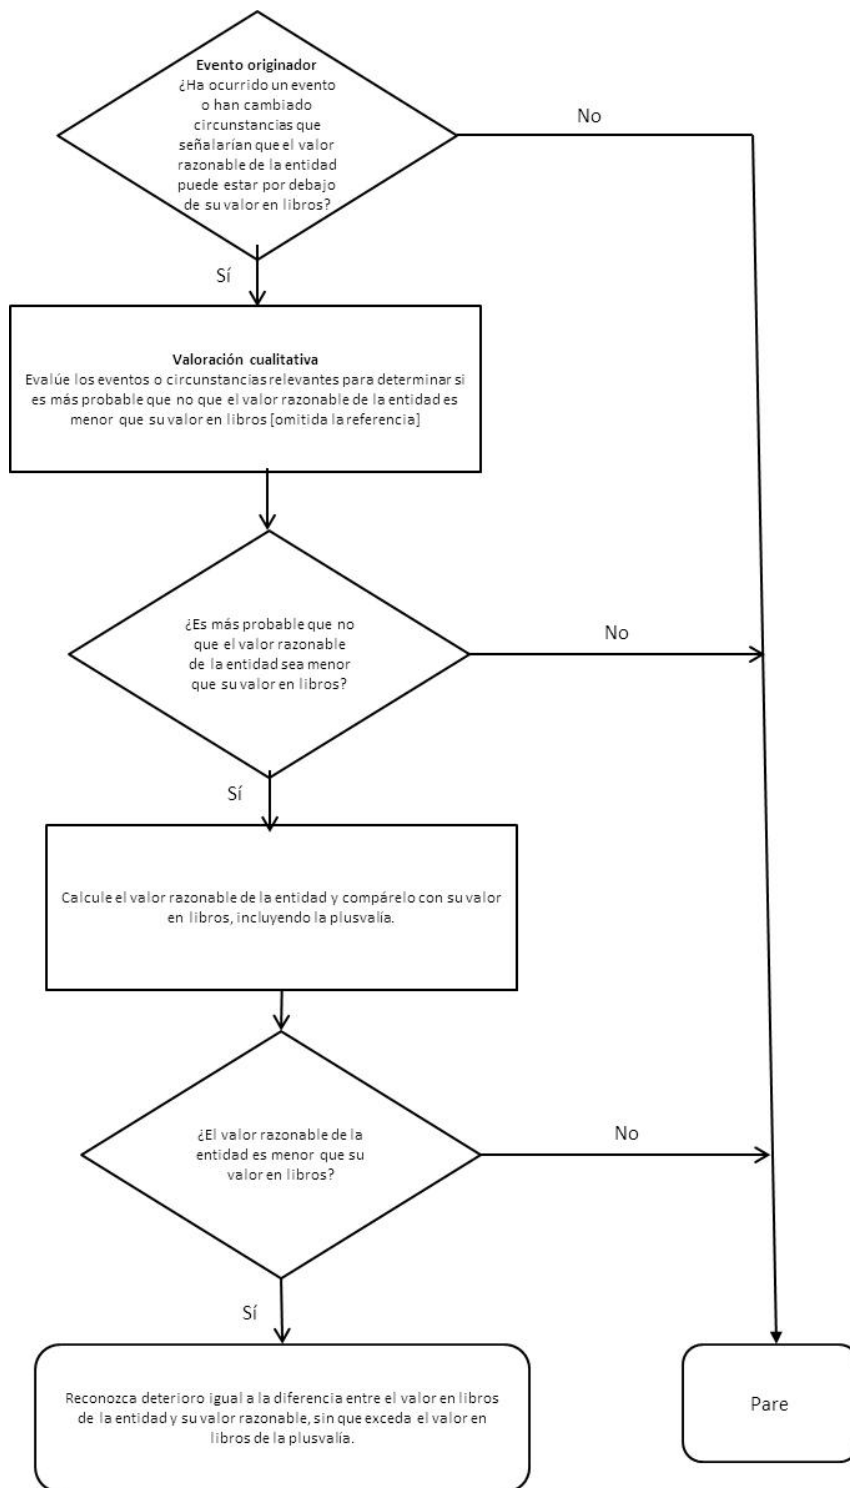 Evento originador
¿Ha ocurrido un evento
o han cambiado
circunstancias que
señalarían que el valor
razonable de la entidad
puede estar por debajo
de su valor en libros?
No
Sí
Valoración cualitativa
Evalúe los eventos o circunstancias relevantes para determinar si
es más probable que no que el valor razonable de la entidad es
menor que su valor en libros [omitida la referencia]
¿Es más probable que no
que el valor razonable
de la entidad sea menor
que su valor en libros?
No
Sí
Calcule el valor razonable de la entidad y compárelo con su valor
en libros, incluyendo la plusvalía.
¿El valor razonable de la
entidad es menor que su
valor en libros?
No
Sí
Reconozca deterioro igual a la diferencia entre el valor en libros
de la entidad y su valor razonable, sin que exceda el valor en
libros de la plusvalía.
Pare